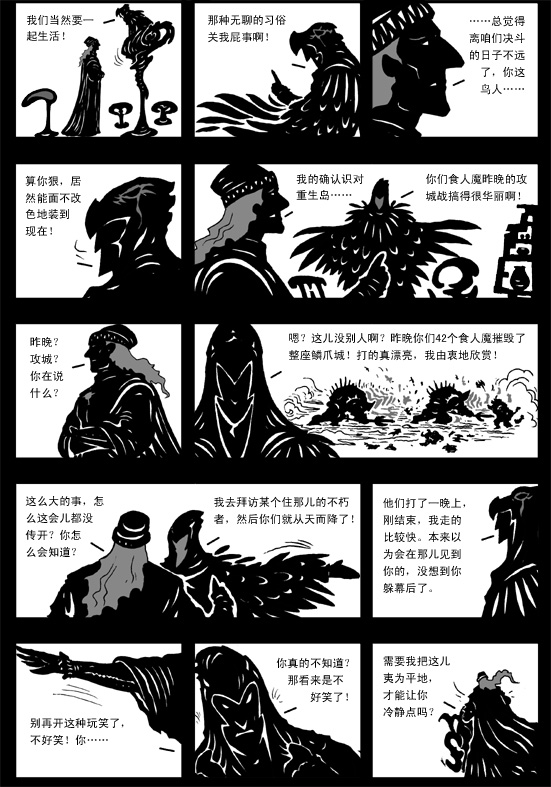 我们当然要一
起生活！
那种无聊的习俗
关我屁事啊！
……总觉得
离咱们决斗
的日子不远
了，你这
鸟人……
算你狠，居
然能面不改
色地装到
现在！
我的确认识对
重生岛……
你们食人魔昨晚的攻
城战搞得很华丽啊！
昨晚？
攻城？
你在说
什么？
嗯？这儿没别人啊？昨晚你们42个食人魔摧毁了
整座鳞爪城！打的真漂亮，我由衷地欣赏！
这么大的事，怎
么这会儿都没
传开？你怎
么会知道？
我去拜访某个住那儿的不朽
者，然后你们就从天而降了！
他们打了一晚上，
刚结束，我走的
比较快。本来以
为会在那儿见到
你的，没想到你
躲幕后了。
别再开这种玩笑了，
不好笑！你……
你真的不知道？
那看来是不
好笑了！
需要我把这儿
夷为平地，
才能让你
冷静点吗？